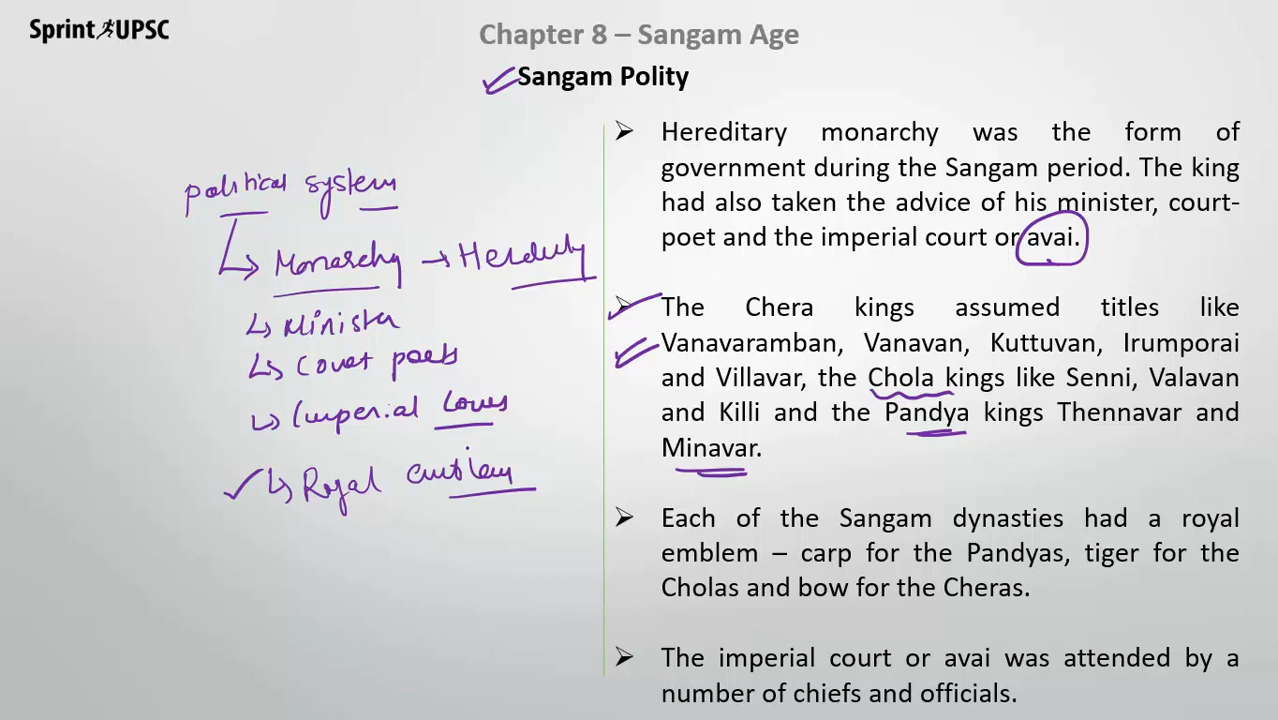 Sprint UPSC
Chapter 8 – Sangam Age
Sangam Polity
political system
Monarchy → Herduty
Minister
Court poets
Imperial
Royal
➢ Hereditary monarchy was the form of
government during the Sangam period. The king
had also taken the advice of his minister, court-
poet and the imperial court or avai.
➢ The Chera kings assumed titles like
Vanavaramban, Vanavan, Kuttuvan, Irumporai
and Villavar, the Chola kings like Senni, Valavan
and Killi and the Pandya kings Thennavar and
Minavar.
➢ Each of the Sangam dynasties had a royal
emblem – carp for the Pandyas, tiger for the
Cholas and bow for the Cheras.
➢ The imperial court or avai was attended by a
number of chiefs and officials.